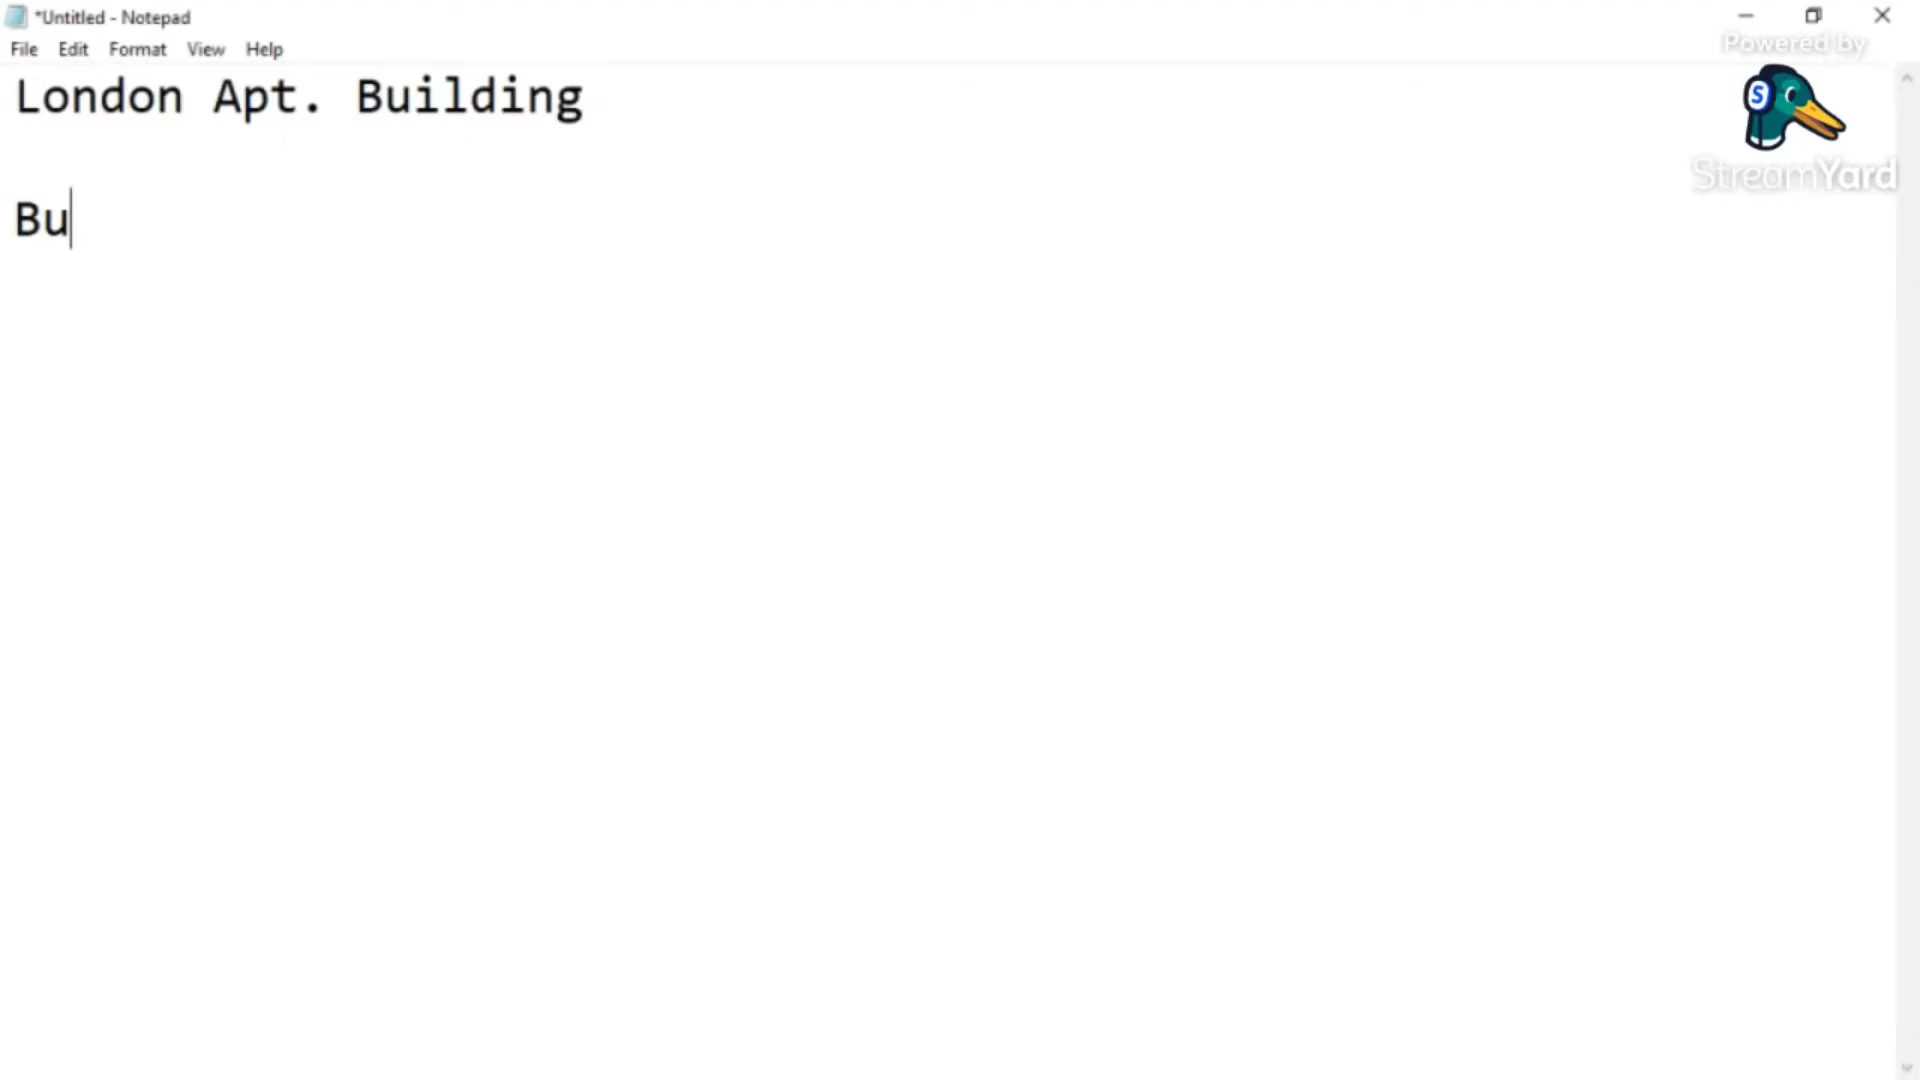 *Untitled - Notepad
File Edit Format View Help
Powered by
S
StreamYard
London Apt. Building
Bu